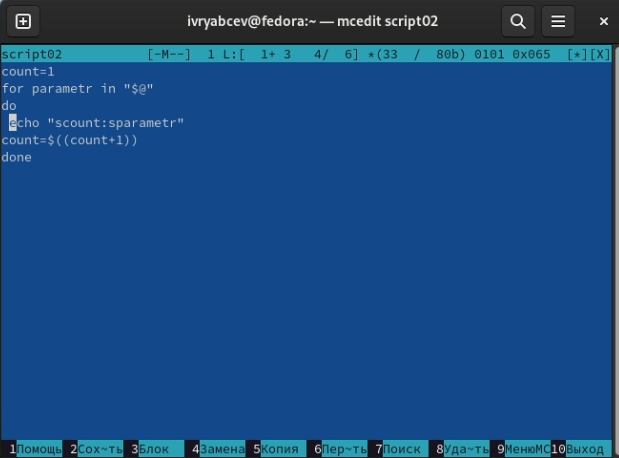 ivryabcev@fedora:~ — mcedit script02
script02 [-M--] 1 L:[ 1+ 3 4/ 6] *(33 / 80b) 0101 0x065 [*][X]
count=1
for parametr in "$@"
do
 echo "scount:sparametr"
count=$((count+1))
done
1Помощь 2Сох~ть 3Блок 4Замена 5Копия 6Пер~ть 7Поиск 8Уда~ть 9МенюMC 10Выход